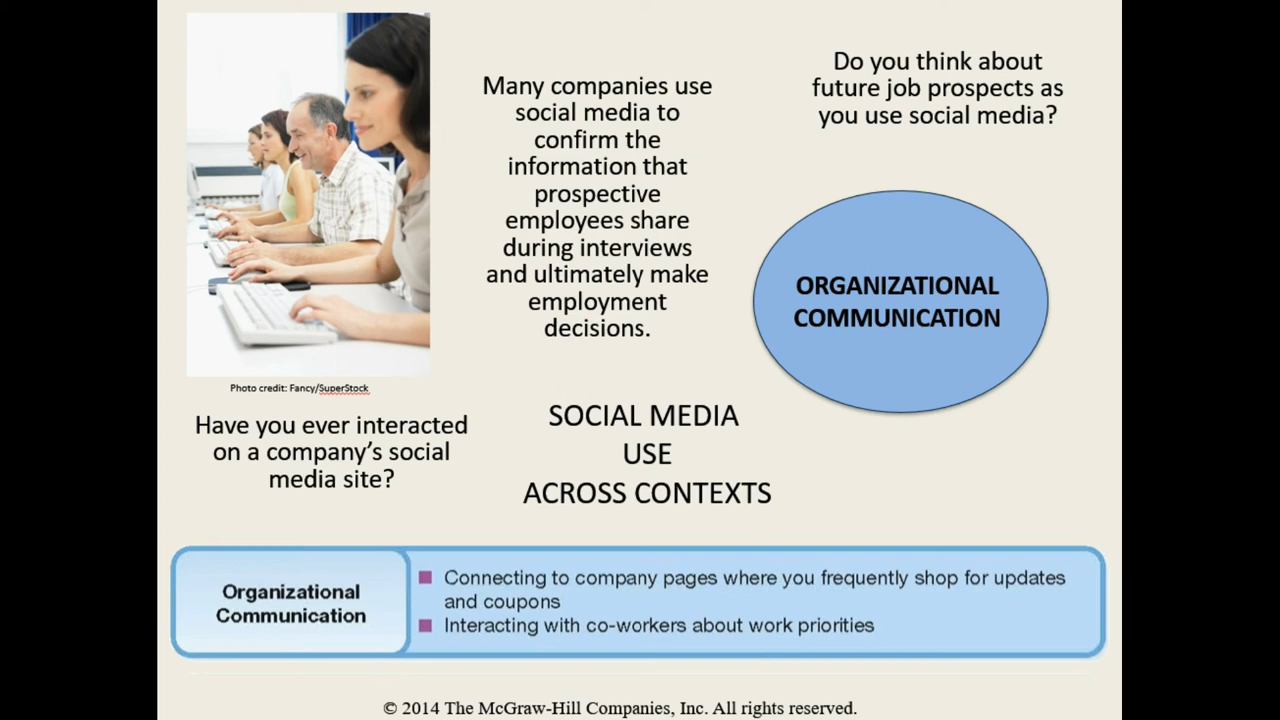 Many companies use
social media to
confirm the
information that
prospective
employees share
during interviews
and ultimately make
employment
decisions.
Do you think about
future job prospects as
you use social media?
ORGANIZATIONAL
COMMUNICATION
Photo credit: Fancy/SuperStock
Have you ever interacted
on a company’s social
media site?
SOCIAL MEDIA
USE
ACROSS CONTEXTS
Organizational
Communication
Connecting to company pages where you frequently shop for updates
and coupons
Interacting with co-workers about work priorities
© 2014 The McGraw-Hill Companies, Inc. All rights reserved.